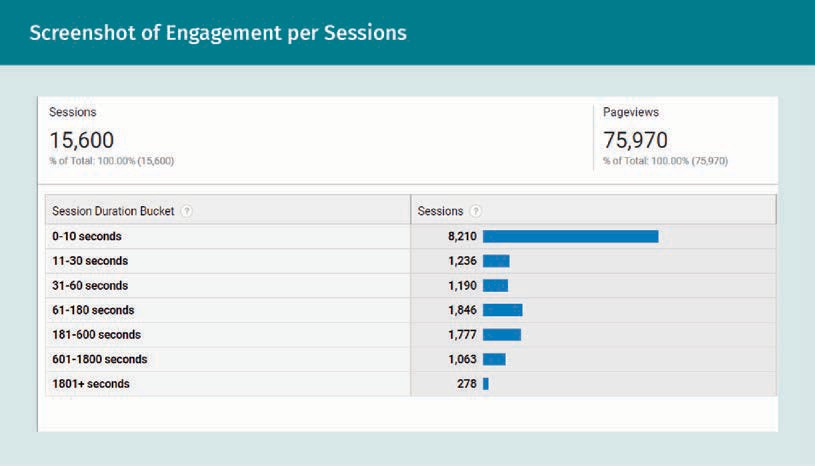 Screenshot of Engagement per Sessions
Sessions
15,600
% of Total: 100.00% (15,600)
Pageviews
75,970
% of Total: 100.00% (75,970)
Session Duration Bucket ? Sessions ?
0-10 seconds 8,210
11-30 seconds 1,236
31-60 seconds 1,190
61-180 seconds 1,846
181-600 seconds 1,777
601-1800 seconds 1,063
1801+ seconds 278